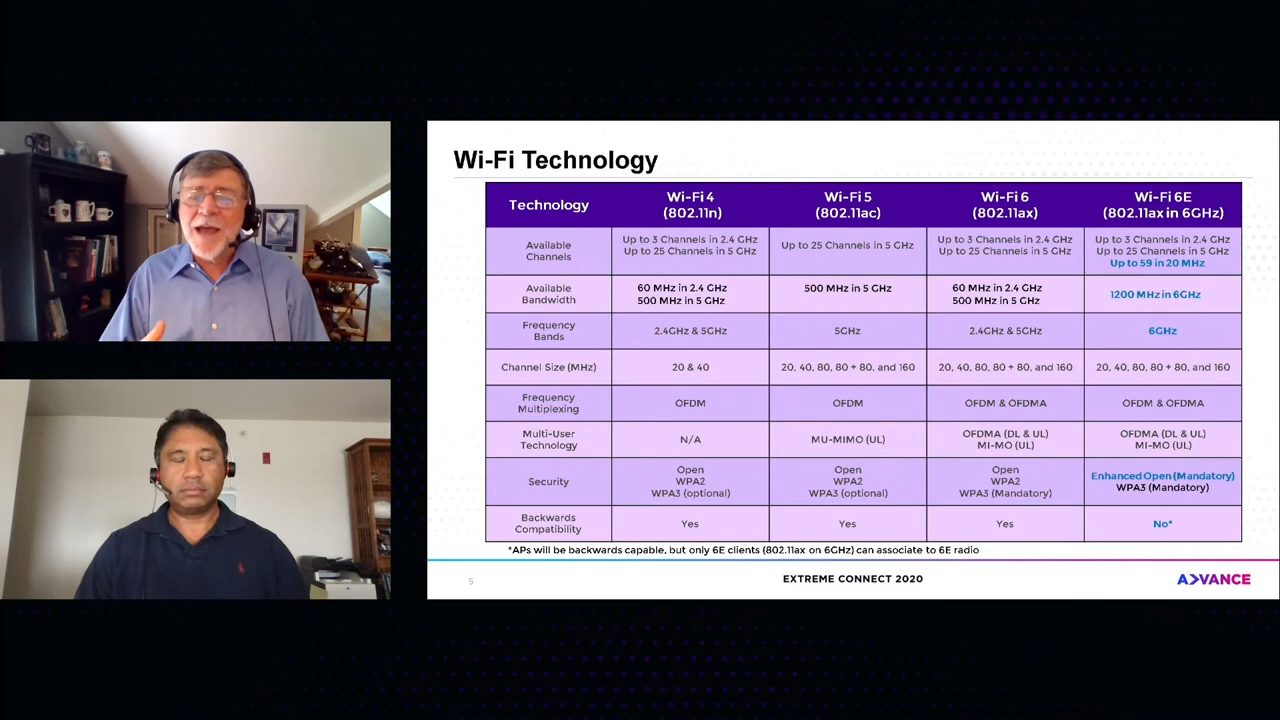 Wi-Fi Technology
Technology
Wi-Fi 4
(802.11n)
Wi-Fi 5
(802.11ac)
Wi-Fi 6
(802.11ax)
Wi-Fi 6E
(802.11ax in 6GHz)
Available
Channels
Up to 3 Channels in 2.4 GHz
Up to 25 Channels in 5 GHz
Up to 25 Channels in 5 GHz
Up to 3 Channels in 2.4 GHz
Up to 25 Channels in 5 GHz
Up to 3 Channels in 2.4 GHz
Up to 25 Channels in 5 GHz
Up to 59 in 20 MHz
Available
Bandwidth
60 MHz in 2.4 GHz
500 MHz in 5 GHz
500 MHz in 5 GHz
60 MHz in 2.4 GHz
500 MHz in 5 GHz
1200 MHz in 6GHz
Frequency
Bands
2.4GHz & 5GHz
5GHz
2.4GHz & 5GHz
6GHz
Channel Size (MHz)
20 & 40
20, 40, 80, 80 + 80, and 160
20, 40, 80, 80 + 80, and 160
20, 40, 80, 80 + 80, and 160
Frequency
Multiplexing
OFDM
OFDM
OFDM & OFDMA
OFDM & OFDMA
Multi-User
Technology
N/A
MU-MIMO (UL)
OFDMA (DL & UL)
MI-MO (UL)
OFDMA (DL & UL)
MI-MO (UL)
Security
Open
WPA2
WPA3 (optional)
Open
WPA2
WPA3 (optional)
Open
WPA2
WPA3 (Mandatory)
Enhanced Open (Mandatory)
WPA3 (Mandatory)
Backwards
Compatibility
Yes
Yes
Yes
No*
*APs will be backwards capable, but only 6E clients (802.11ax on 6GHz) can associate to 6E radio
5
EXTREME CONNECT 2020
ADVANCE